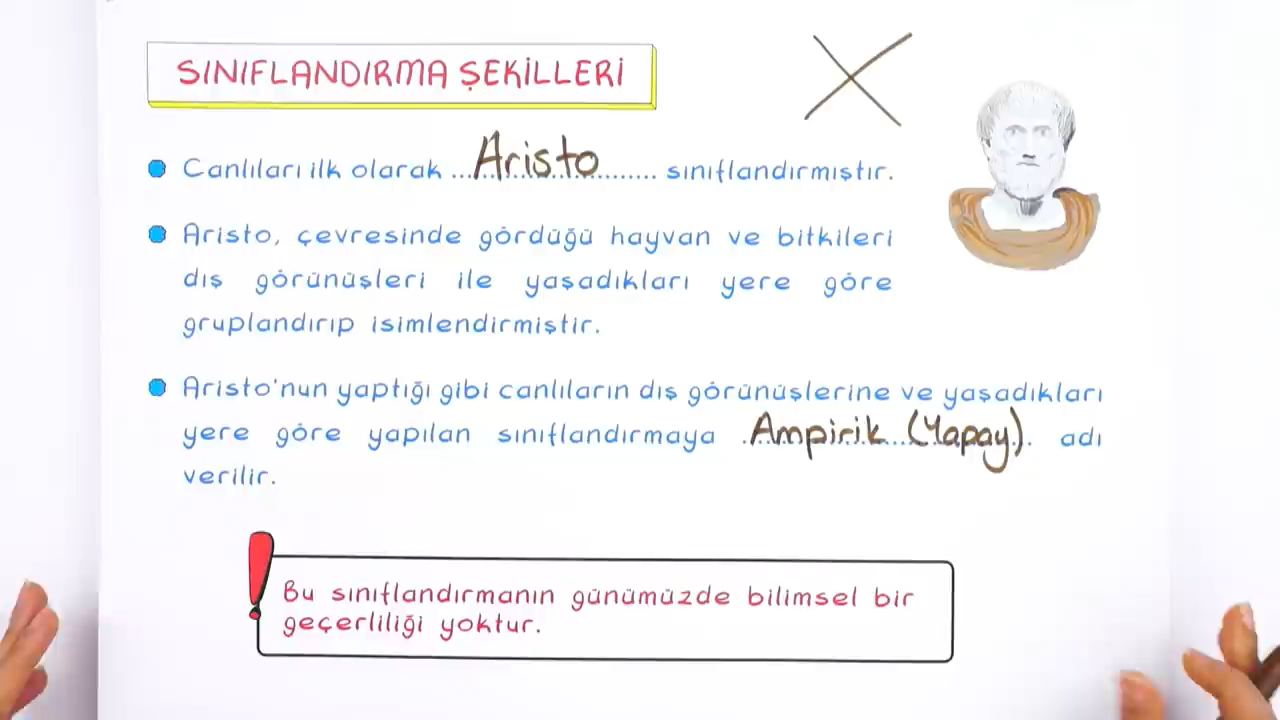 SINIFLANDIRMA ŞEKİLLERİ
Canlıları ilk olarak ...Aristo... sınıflandırmıştır.
Aristo, çevresinde gördüğü hayvan ve bitkileri
dış görünüşleri ile yaşadıkları yere göre
gruplandırıp isimlendirmiştir.
Aristo'nun yaptığı gibi canlıların dış görünüşlerine ve yaşadıkları
yere göre yapılan sınıflandırmaya Ampirik (Yapay) adı
verilir.
Bu sınıflandırmanın günümüzde bilimsel bir
geçerliliği yoktur.